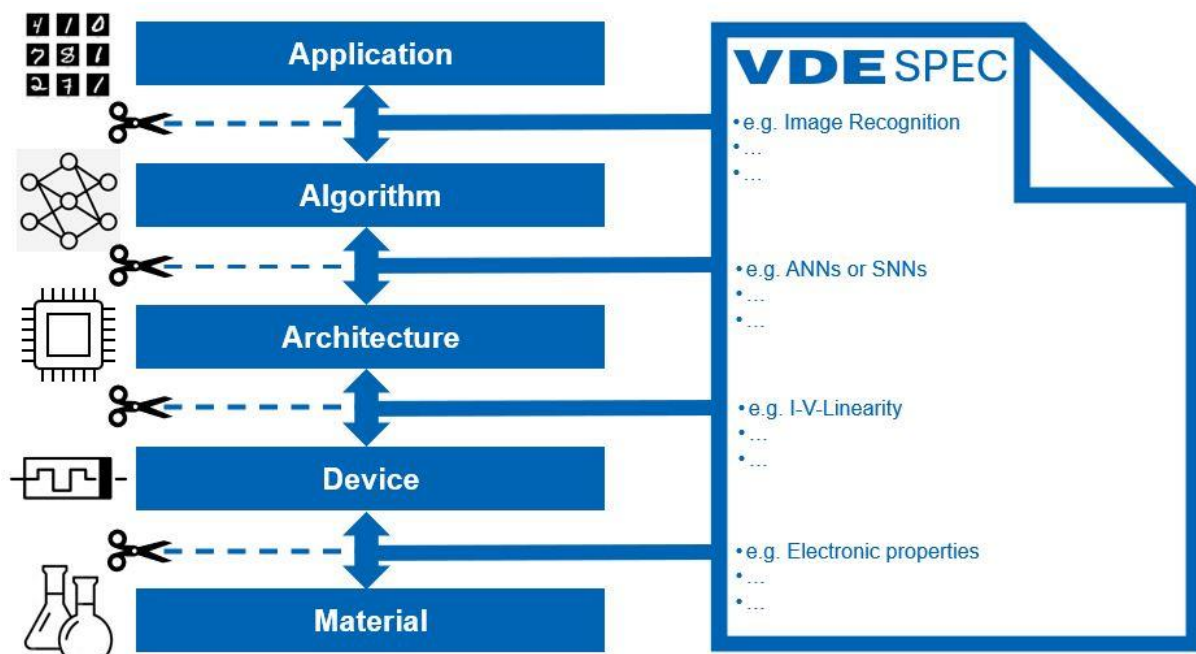 4 1 0
7 8 1
2 7 1
Application
Algorithm
Architecture
Device
Material
VDE SPEC
• e.g. Image Recognition
• ...
• ...
• e.g. ANNs or SNNs
• ...
• ...
• e.g. I-V-Linearity
• ...
• ...
• e.g. Electronic properties
• ...
• ...